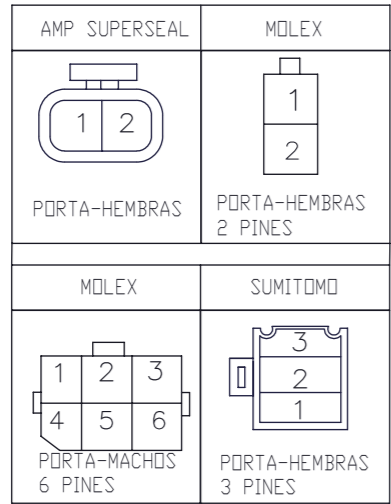 AMP SUPERSEAL
MOLEX
1 2
1
2
PORTA-HEMBRAS
PORTA-HEMBRAS
2 PINES
MOLEX
SUMITOMO
1 2 3
4 5 6
3
2
1
PORTA-MACHOS
6 PINES
PORTA-HEMBRAS
3 PINES